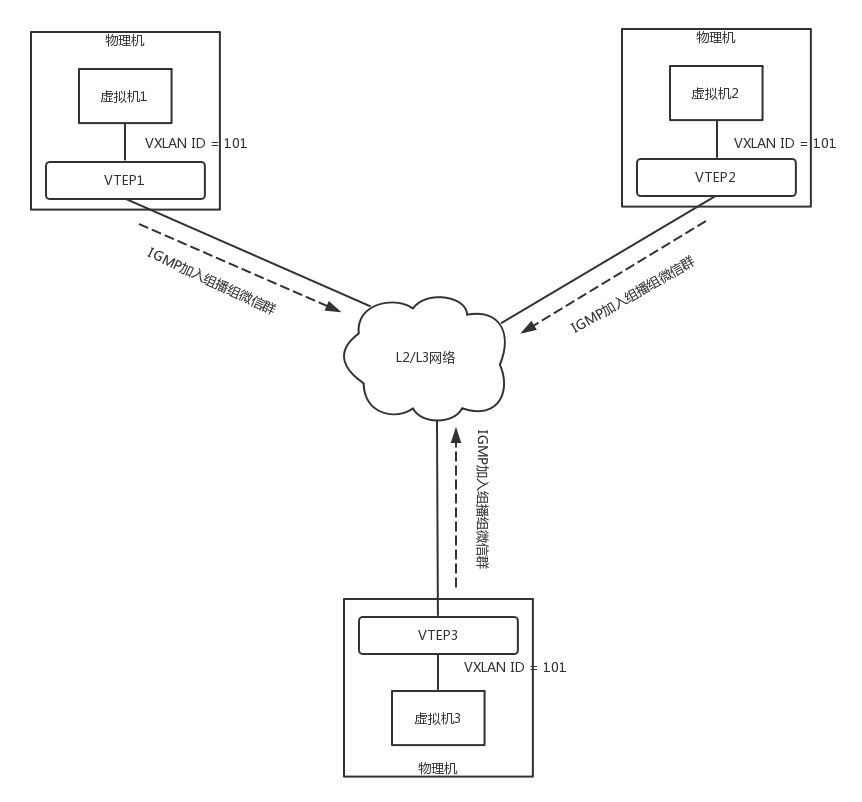 物理机
虚拟机1
VXLAN ID = 101
VTEP1
物理机
虚拟机2
VXLAN ID = 101
VTEP2
IGMP加入组播组微信群
IGMP加入组播组微信群
L2/L3网络
IGMP加入组播组微信群
VTEP3
VXLAN ID = 101
虚拟机3
物理机